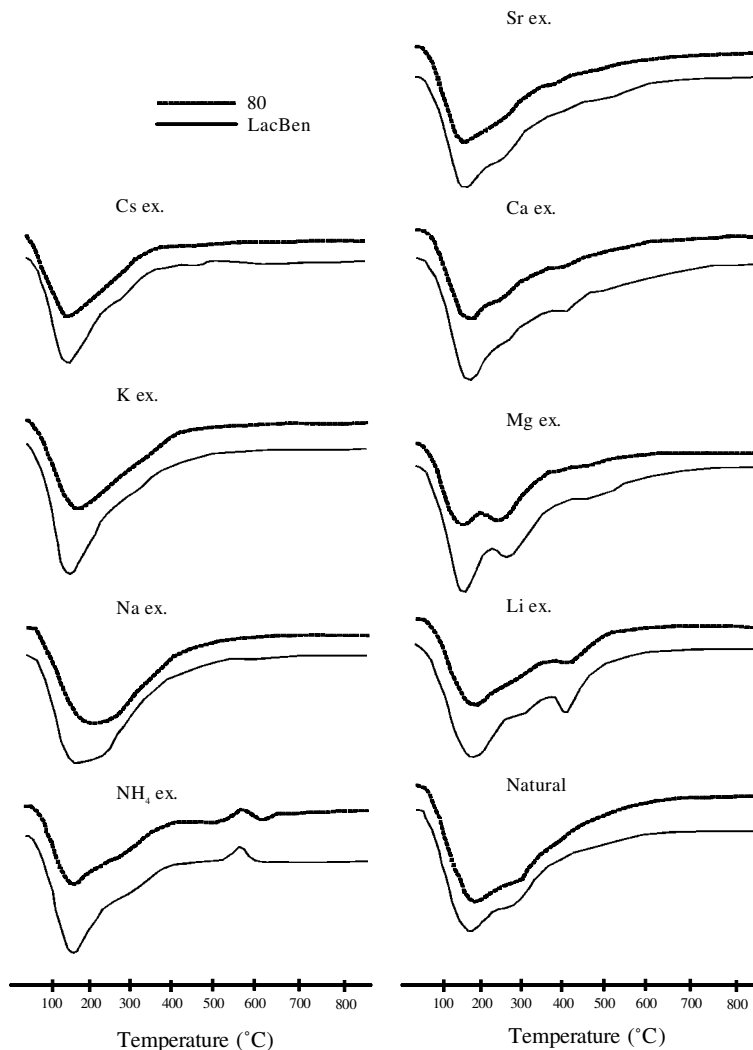 80
LacBen
Cs ex.
K ex.
Na ex.
NH₄ ex.
100 200 300 400 500 600 700 800
Temperature (˚C)
Sr ex.
Ca ex.
Mg ex.
Li ex.
Natural
100 200 300 400 500 600 700 800
Temperature (˚C)